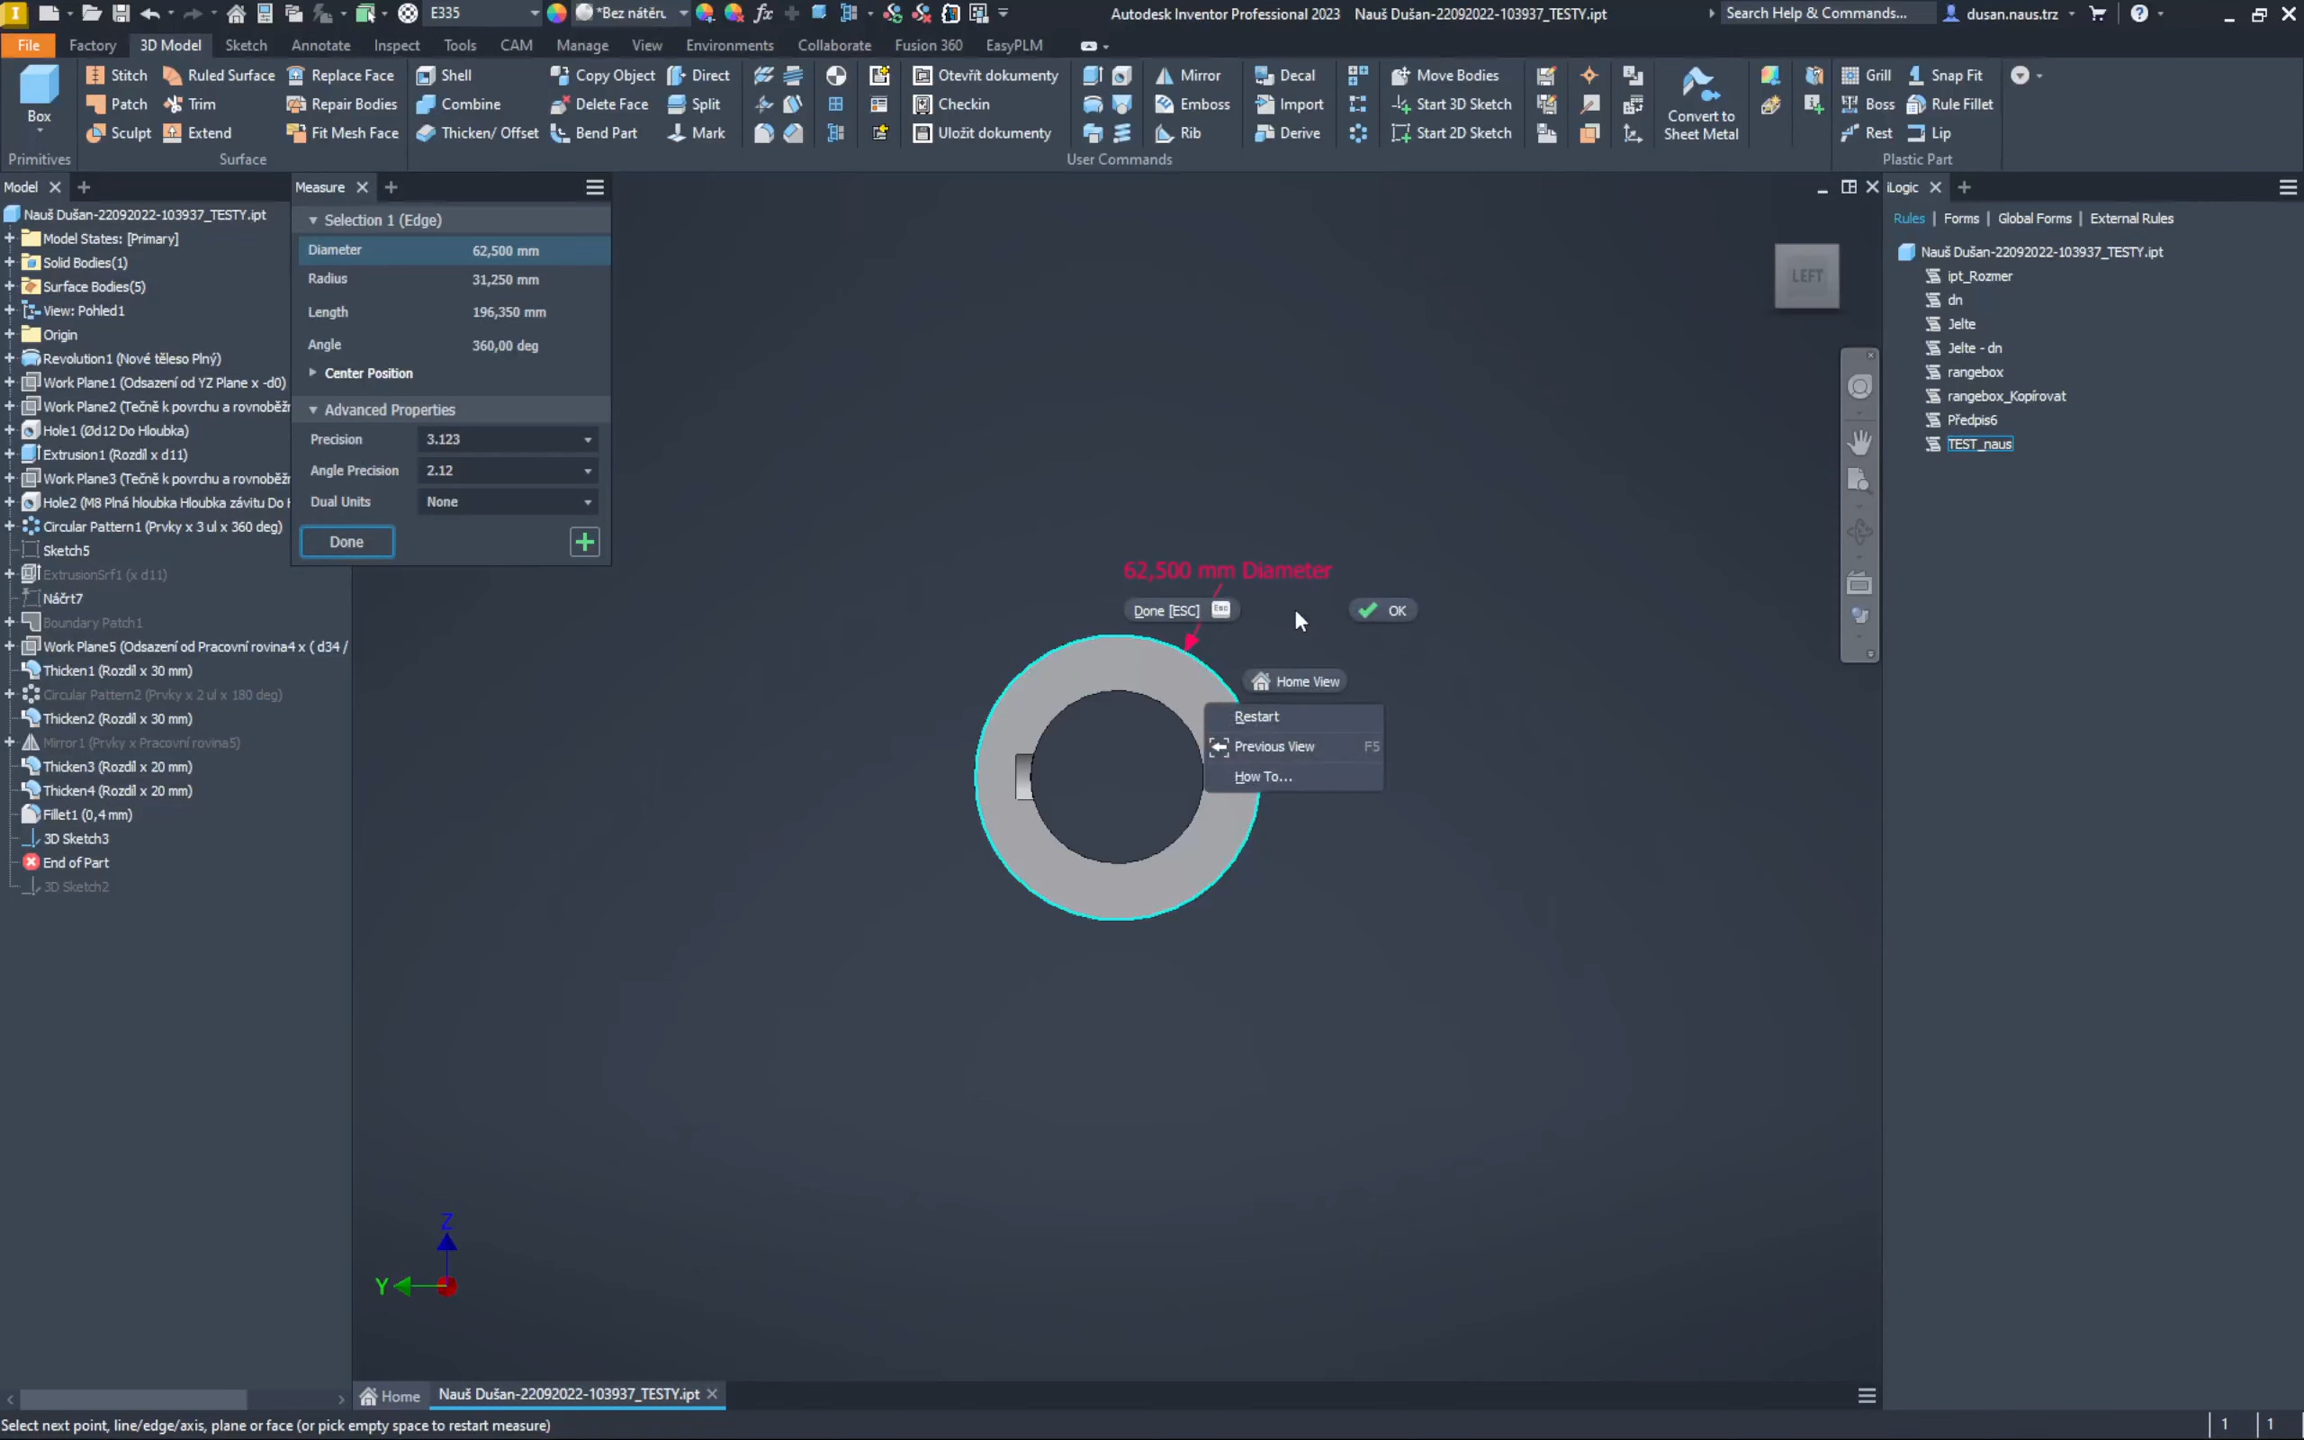 E335
*Bez nátěru
fx
Autodesk Inventor Professional 2023 Nauš Dušan-22092022-103937_TESTY.ipt
Search Help & Commands...
dusan.naus.trz
File Factory 3D Model Sketch Annotate Inspect Tools CAM Manage View Environments Collaborate Fusion 360 EasyPLM
Box
Primitives
Stitch
Patch
Sculpt
Ruled Surface
Trim
Extend
Replace Face
Repair Bodies
Fit Mesh Face
Surface
Shell
Combine
Thicken/ Offset
Copy Object
Delete Face
Bend Part
Direct
Split
Mark
Otevřít dokumenty
Checkin
Uložit dokumenty
Mirror
Emboss
Rib
Decal
Import
Derive
Move Bodies
Start 3D Sketch
Start 2D Sketch
User Commands
Convert to
Sheet Metal
Grill
Boss
Rest
Snap Fit
Rule Fillet
Lip
Plastic Part
Model
Nauš Dušan-22092022-103937_TESTY.ipt
Model States: [Primary]
Solid Bodies(1)
Surface Bodies(5)
View: Pohled1
Origin
Revolution1 (Nové těleso Plný)
Work Plane1 (Odsazení od YZ Plane x -d0)
Work Plane2 (Tečně k povrchu a rovnoběžn
Hole1 (Ød12 Do Hloubka)
Extrusion1 (Rozdíl x d11)
Work Plane3 (Tečně k povrchu a rovnoběžn
Hole2 (M8 Plná hloubka Hloubka závitu Do H
Circular Pattern1 (Prvky x 3 ul x 360 deg)
Sketch5
ExtrusionSrf1 (x d11)
Náčrt7
Boundary Patch1
Work Plane5 (Odsazení od Pracovní rovina4 x ( d34 /
Thicken1 (Rozdíl x 30 mm)
Circular Pattern2 (Prvky x 2 ul x 180 deg)
Thicken2 (Rozdíl x 30 mm)
Mirror1 (Prvky x Pracovní rovina5)
Thicken3 (Rozdíl x 20 mm)
Thicken4 (Rozdíl x 20 mm)
Fillet1 (0,4 mm)
3D Sketch3
End of Part
3D Sketch2
Measure
Selection 1 (Edge)
Diameter 62,500 mm
Radius 31,250 mm
Length 196,350 mm
Angle 360,00 deg
Center Position
Advanced Properties
Precision 3.123
Angle Precision 2.12
Dual Units None
Done
62,500 mm Diameter
Done [ESC] Esc
OK
Home View
Restart
Previous View F5
How To...
LEFT
Z
Y
iLogic
Rules | Forms | Global Forms | External Rules
Nauš Dušan-22092022-103937_TESTY.ipt
ipt_Rozmer
dn
Jelte
Jelte - dn
rangebox
rangebox_Kopírovat
Předpis6
TEST_naus
Home
Nauš Dušan-22092022-103937_TESTY.ipt
Select next point, line/edge/axis, plane or face (or pick empty space to restart measure)
1 1